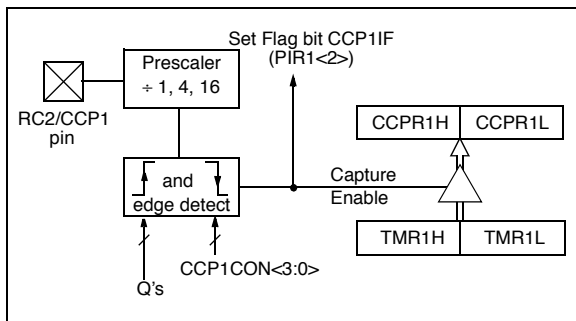 Set Flag bit CCP1IF
(PIR1<2>)
Prescaler
÷ 1, 4, 16
RC2/CCP1
pin
CCPR1H CCPR1L
and
edge detect
Capture
Enable
TMR1H TMR1L
CCP1CON<3:0>
Q's